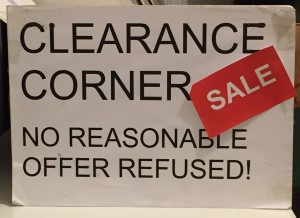 CLEARANCE
CORNER
SALE
NO REASONABLE
OFFER REFUSED!